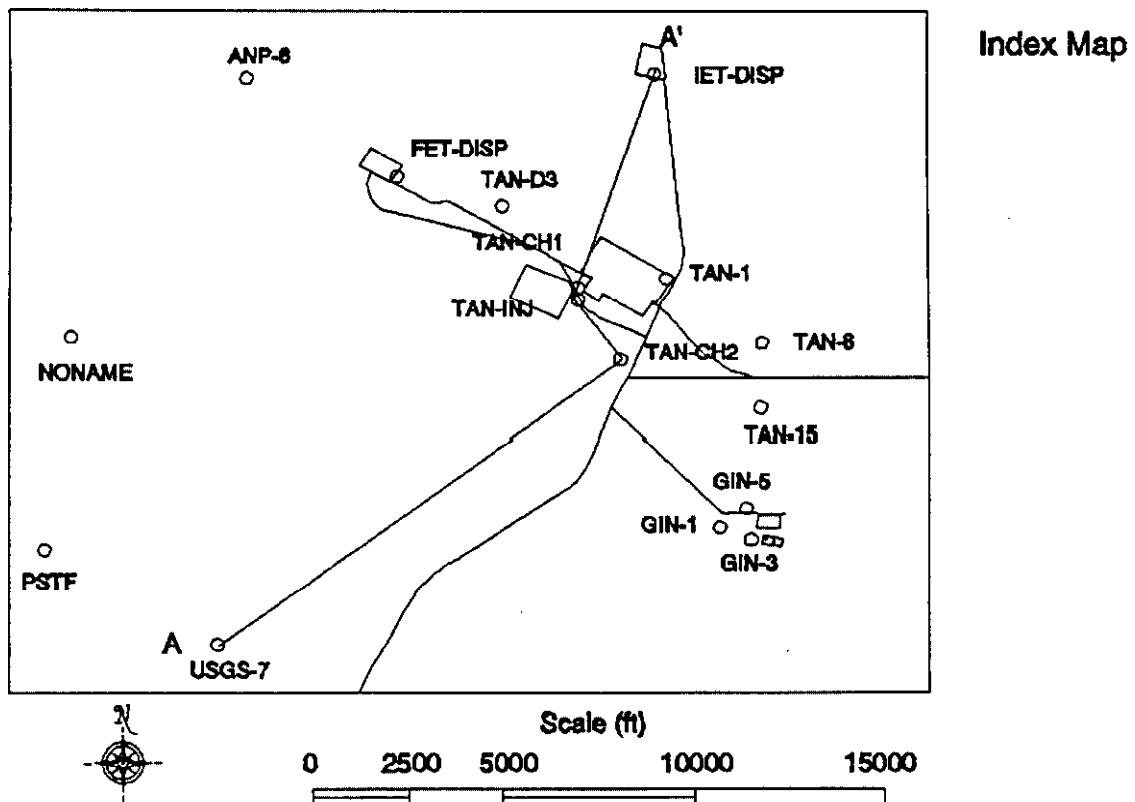 Index Map
A'
ANP-6
IET-DISP
FET-DISP
TAN-D3
TAN-CH1
TAN-1
TAN-INJ
TAN-CH2
TAN-6
NONAME
TAN-15
GIN-5
GIN-1
GIN-3
PSTF
A
USGS-7
N
Scale (ft)
0 2500 5000 10000 15000